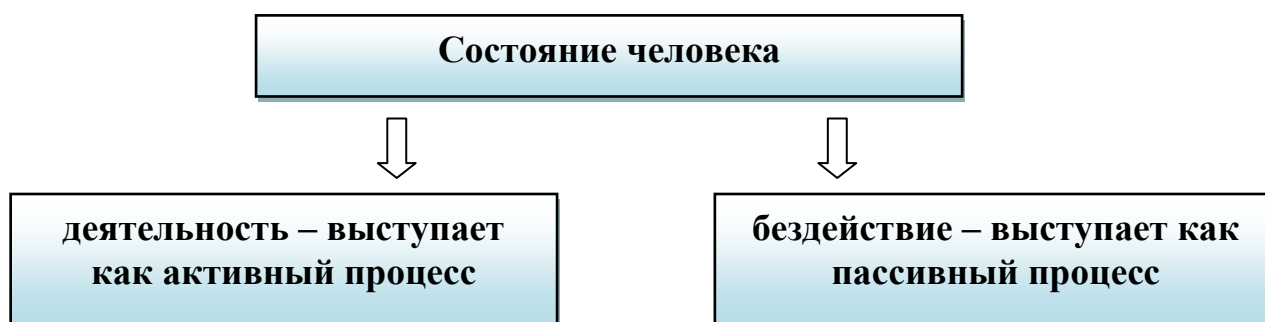 Состояние человека
деятельность – выступает
как активный процесс
бездействие – выступает как
пассивный процесс